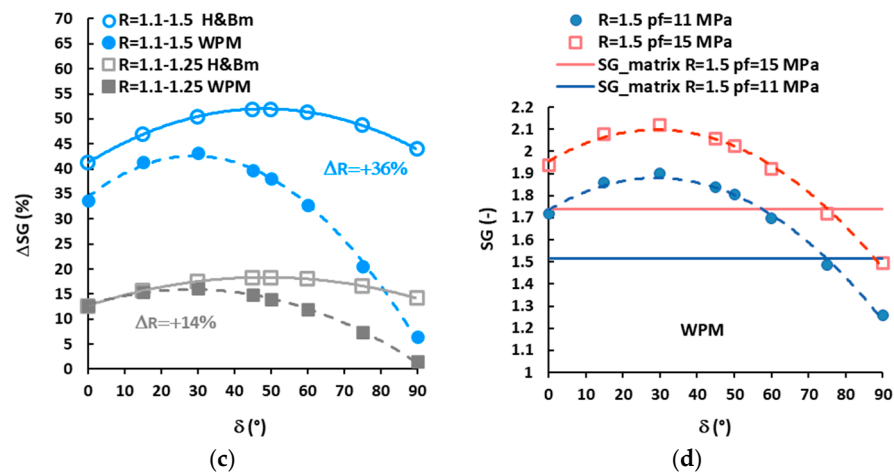 R=1.1-1.5 H&Bm
R=1.1-1.5 WPM
R=1.1-1.25 H&Bm
R=1.1-1.25 WPM
70
65
60
55
50
45
40
35
30
25
20
15
10
5
0
ΔSG (%)
ΔR=+36%
ΔR=+14%
0 10 20 30 40 50 60 70 80 90
δ (°)
(c)
R=1.5 pf=11 MPa
R=1.5 pf=15 MPa
SG_matrix R=1.5 pf=15 MPa
SG_matrix R=1.5 pf=11 MPa
2.2
2.1
2
1.9
1.8
1.7
1.6
1.5
1.4
1.3
1.2
1.1
1
SG (-)
WPM
0 10 20 30 40 50 60 70 80 90
δ (°)
(d)